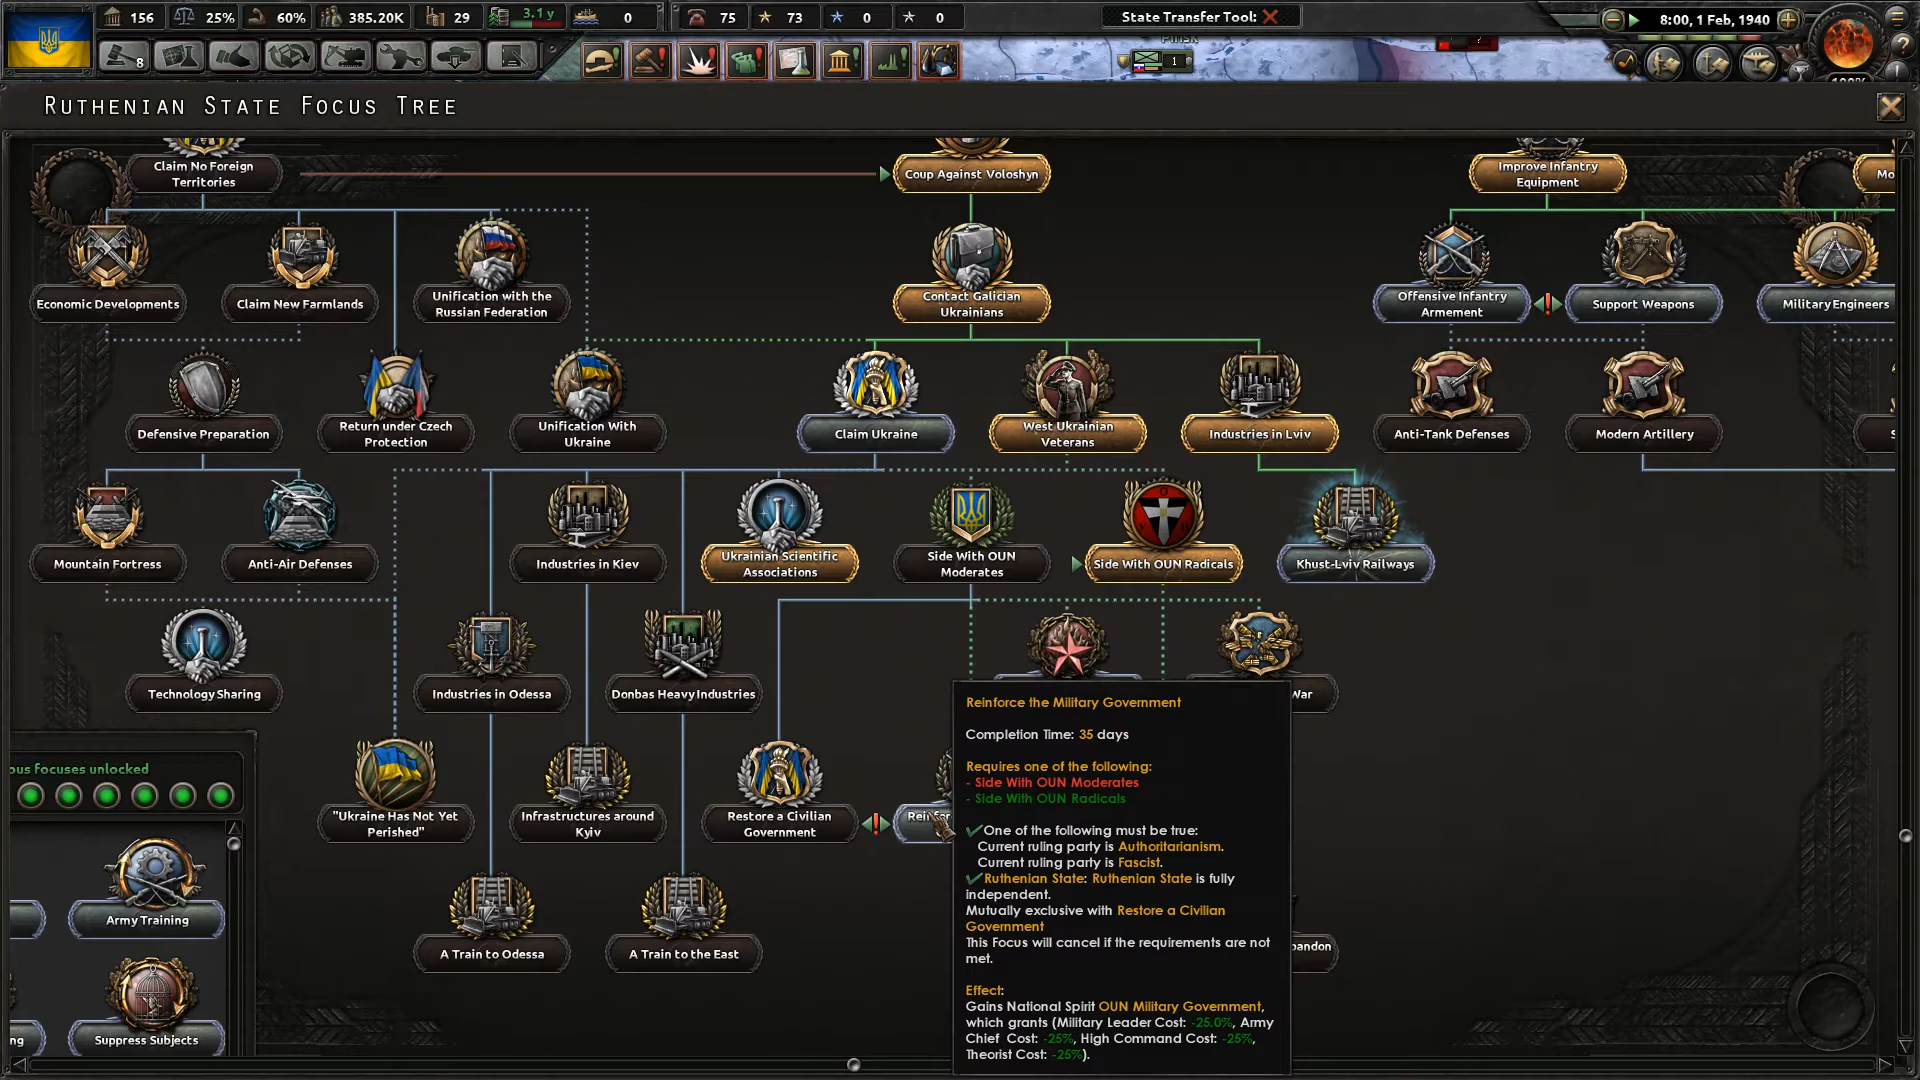 156
25%
60%
385.20K
29
3.1 y
0
75
73
0
0
State Transfer Tool:
8:00, 1 Feb, 1940
8
1
RUTHENIAN STATE FOCUS TREE
Claim No Foreign
Territories
Coup Against Voloshyn
Improve Infantry
Equipment
Mo
Economic Developments
Claim New Farmlands
Unification with the
Russian Federation
Contact Galician
Ukrainians
Offensive Infantry
Armement
Support Weapons
Military Engineers
Defensive Preparation
Return under Czech
Protection
Unification With
Ukraine
Claim Ukraine
West Ukrainian
Veterans
Industries in Lviv
Anti-Tank Defenses
Modern Artillery
S
Mountain Fortress
Anti-Air Defenses
Industries in Kiev
Ukrainian Scientific
Associations
Side With OUN
Moderates
Side With OUN Radicals
Khust-Lviv Railways
Technology Sharing
Industries in Odessa
Donbas Heavy Industries
War
ous focuses unlocked
"Ukraine Has Not Yet
Perished"
Infrastructures around
Kyiv
Restore a Civilian
Government
Reinfor
Army Training
A Train to Odessa
A Train to the East
bandon
ng
Suppress Subjects
Reinforce the Military Government
Completion Time: 35 days
Requires one of the following:
- Side With OUN Moderates
- Side With OUN Radicals
One of the following must be true:
Current ruling party is Authoritarianism.
Current ruling party is Fascist.
Ruthenian State: Ruthenian State is fully
independent.
Mutually exclusive with Restore a Civilian
Government
This Focus will cancel if the requirements are not
met.
Effect:
Gains National Spirit OUN Military Government,
which grants (Military Leader Cost: -25.0%, Army
Chief Cost: -25%, High Command Cost: -25%,
Theorist Cost: -25%).